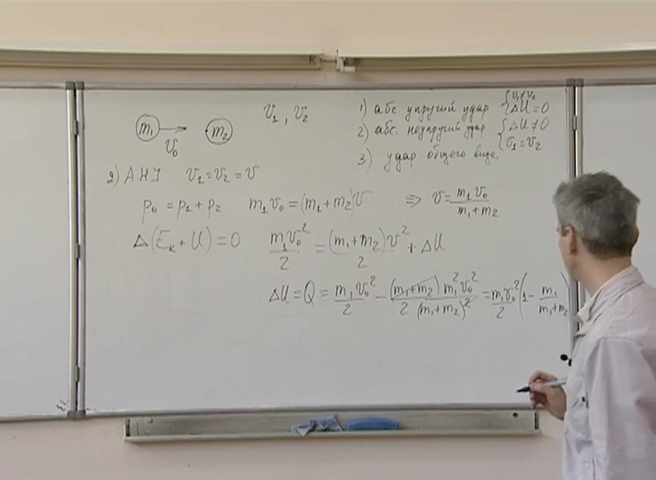 m₁ → v₀ m₂ v₁, v₂
1) абс. упругий удар { v₁ ≠ v₂ ΔU = 0
2) абс. неупругий удар { ΔU ≠ 0 v₁ = v₂
3) удар общего вида.
2) АНУ v₁ = v₂ = v
p₀ = p₁ + p₂ m₁v₀ = (m₁+m₂)v ⇒ v = m₁v₀/(m₁+m₂)
Δ(Eₖ + U) = 0 m₁v₀²/2 = (m₁+m₂)v²/2 + ΔU
ΔU = Q = m₁v₀²/2 − (m₁+m₂) m₁²v₀²/2(m₁+m₂)² = m₁v₀²/2 (1 − m₁/(m₁+m₂))